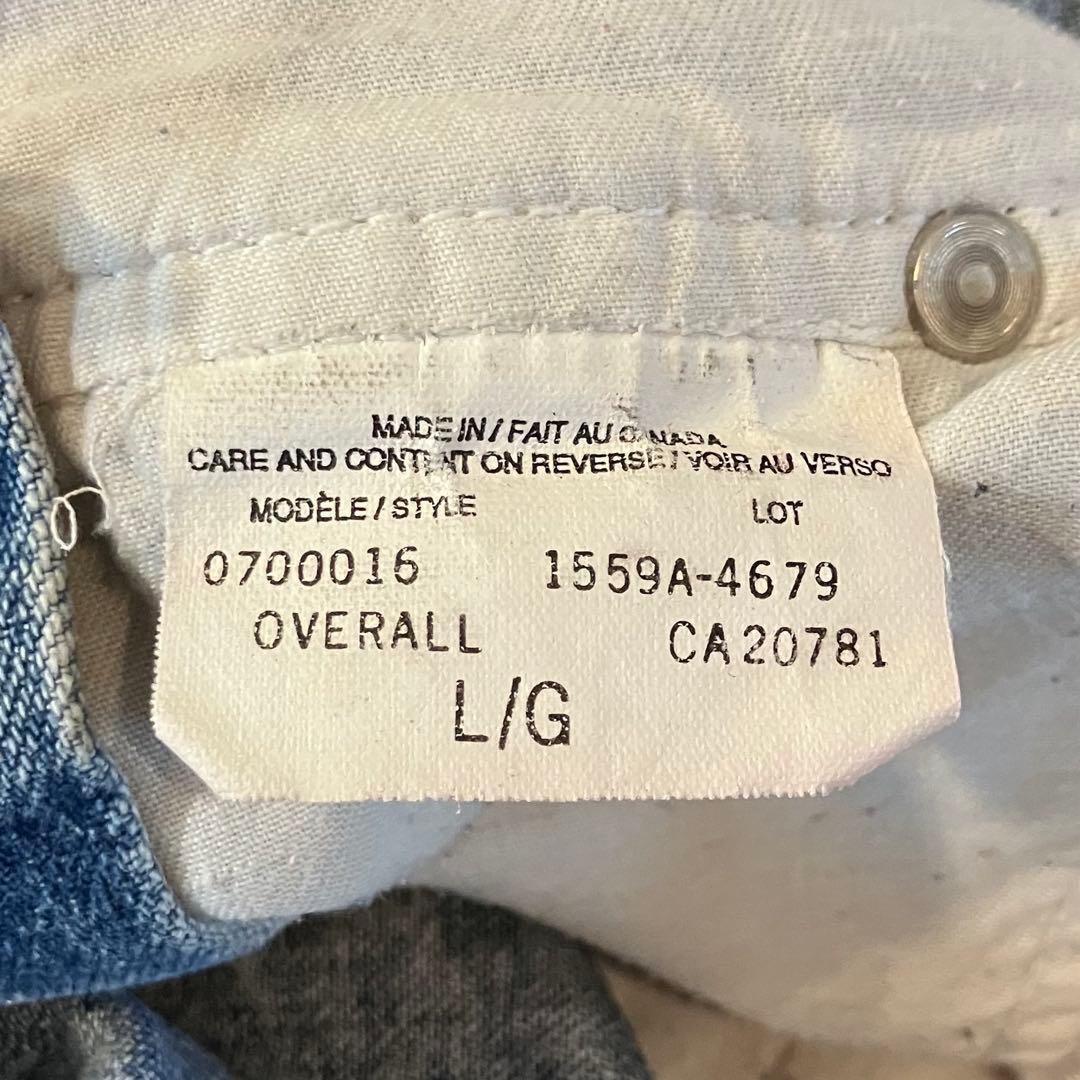 MADE IN / FAIT AU CANADA
CARE AND CONTENT ON REVERSE / VOIR AU VERSO
MODÈLE / STYLE LOT
0700016 1559A-4679
OVERALL CA20781
L/G